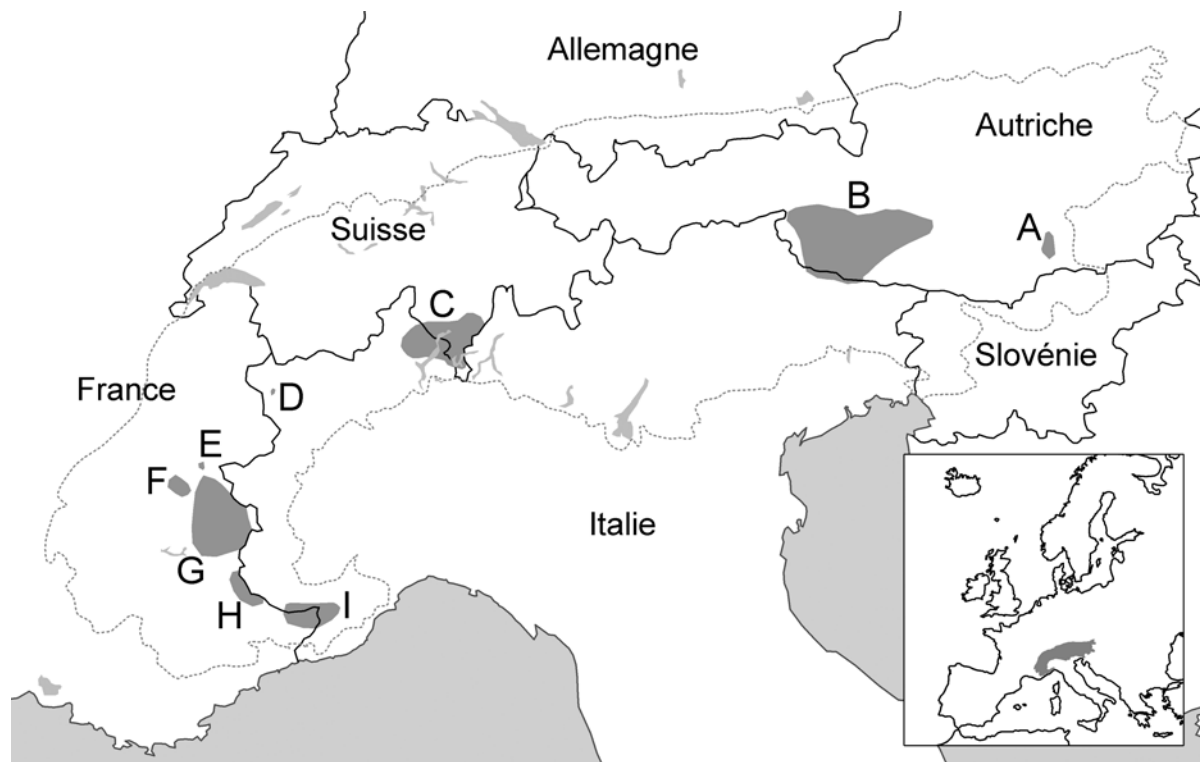 Allemagne
Autriche
B
A
Suisse
C
Slovénie
France
D
E
F
Italie
G
H
I